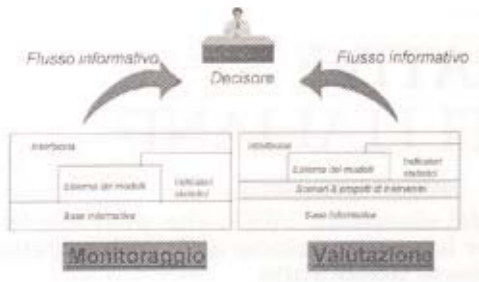 Flusso informativo
Decisore
Flusso informativo
Interfaccia
Sistema dei modelli
Indicatori
statistici
Base informativa
Monitoraggio
Interfaccia
Sistema dei modelli
Indicatori
statistici
Scenari & progetti di intervento
Base informativa
Valutazione